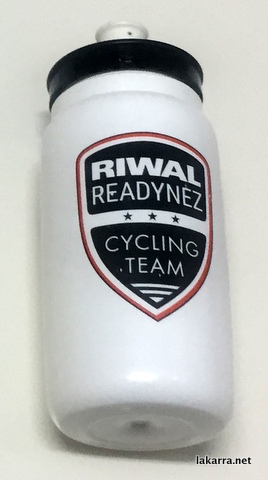 RIWAL
READYNEZ
CYCLING
.TEAM
lakarra.net